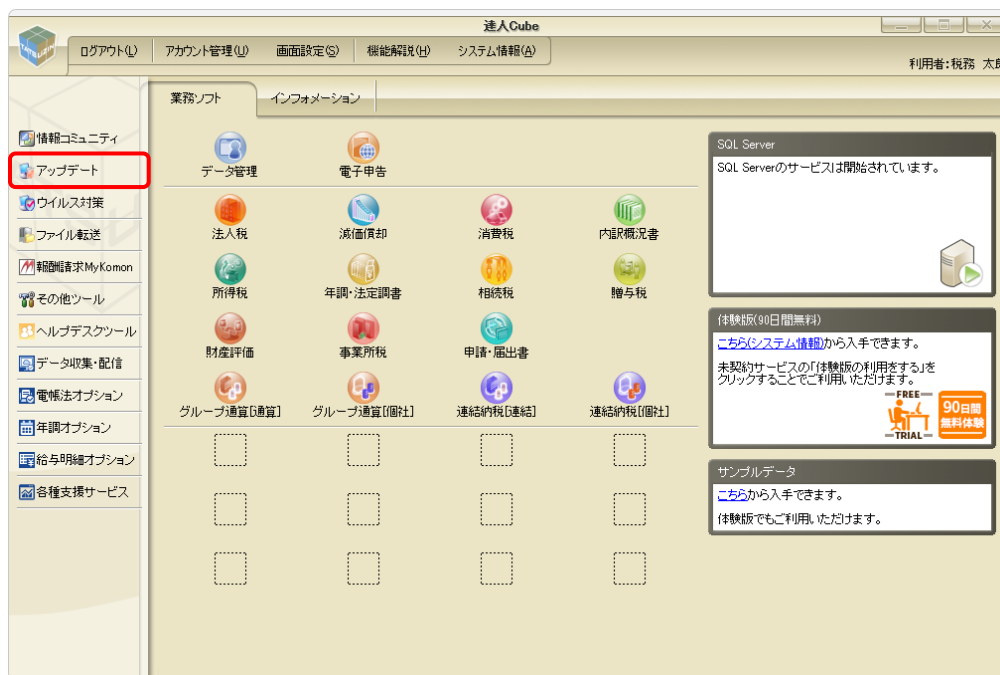 達人Cube
TATSUZIN
ログアウト(L)
アカウント管理(U)
画面設定(S)
機能解説(H)
システム情報(A)
利用者:税務 太郎
業務ソフト
インフォメーション
情報コミュニティ
アップデート
ウイルス対策
ファイル転送
報酬請求MyKomon
その他ツール
ヘルプデスクツール
データ収集・配信
電帳法オプション
年調オプション
給与明細オプション
各種支援サービス
データ管理
電子申告
法人税
減価償却
消費税
内訳概況書
所得税
年調・法定調書
相続税
贈与税
財産評価
事業所税
申請・届出書
グループ通算[通算]
グループ通算[個社]
連結納税[連結]
連結納税[個社]
SQL Server
SQL Serverのサービスは開始されています。
体験版(90日間無料)
こちら(システム情報)から入手できます。
未契約サービスの「体験版の利用をする」を
クリックすることでご利用いただけます。
FREE
TRIAL
90日間
無料体験
サンプルデータ
こちらから入手できます。
体験版でもご利用いただけます。